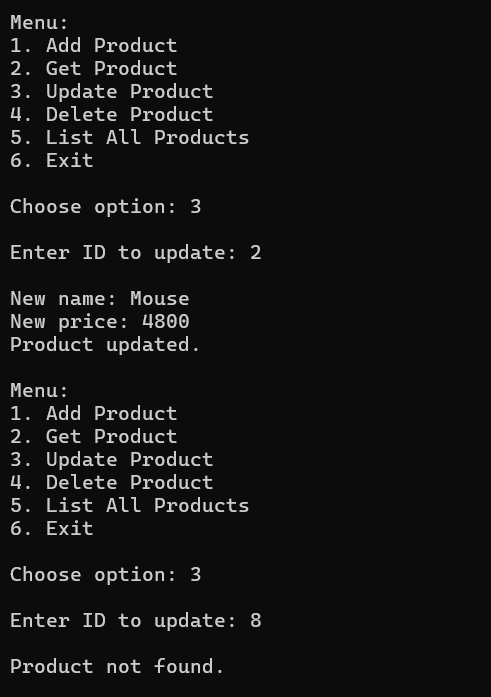 Menu:
1. Add Product
2. Get Product
3. Update Product
4. Delete Product
5. List All Products
6. Exit
Choose option: 3
Enter ID to update: 2
New name: Mouse
New price: 4800
Product updated.
Menu:
1. Add Product
2. Get Product
3. Update Product
4. Delete Product
5. List All Products
6. Exit
Choose option: 3
Enter ID to update: 8
Product not found.